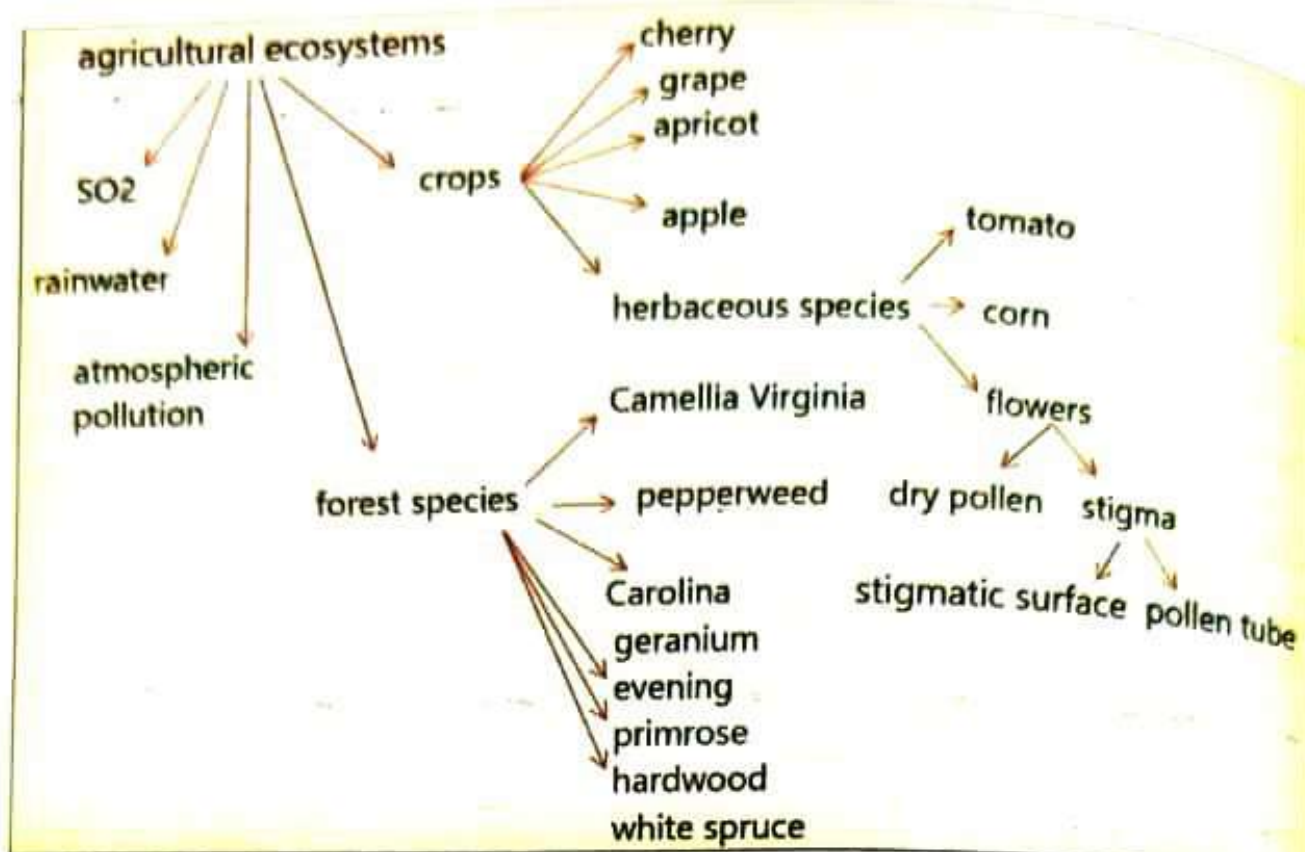 agricultural ecosystems
cherry
grape
apricot
crops
apple
SO2
tomato
rainwater
herbaceous species
corn
atmospheric
pollution
Camellia Virginia
flowers
forest species
pepperweed
dry pollen
stigma
Carolina
geranium
stigmatic surface
pollen tube
evening
primrose
hardwood
white spruce